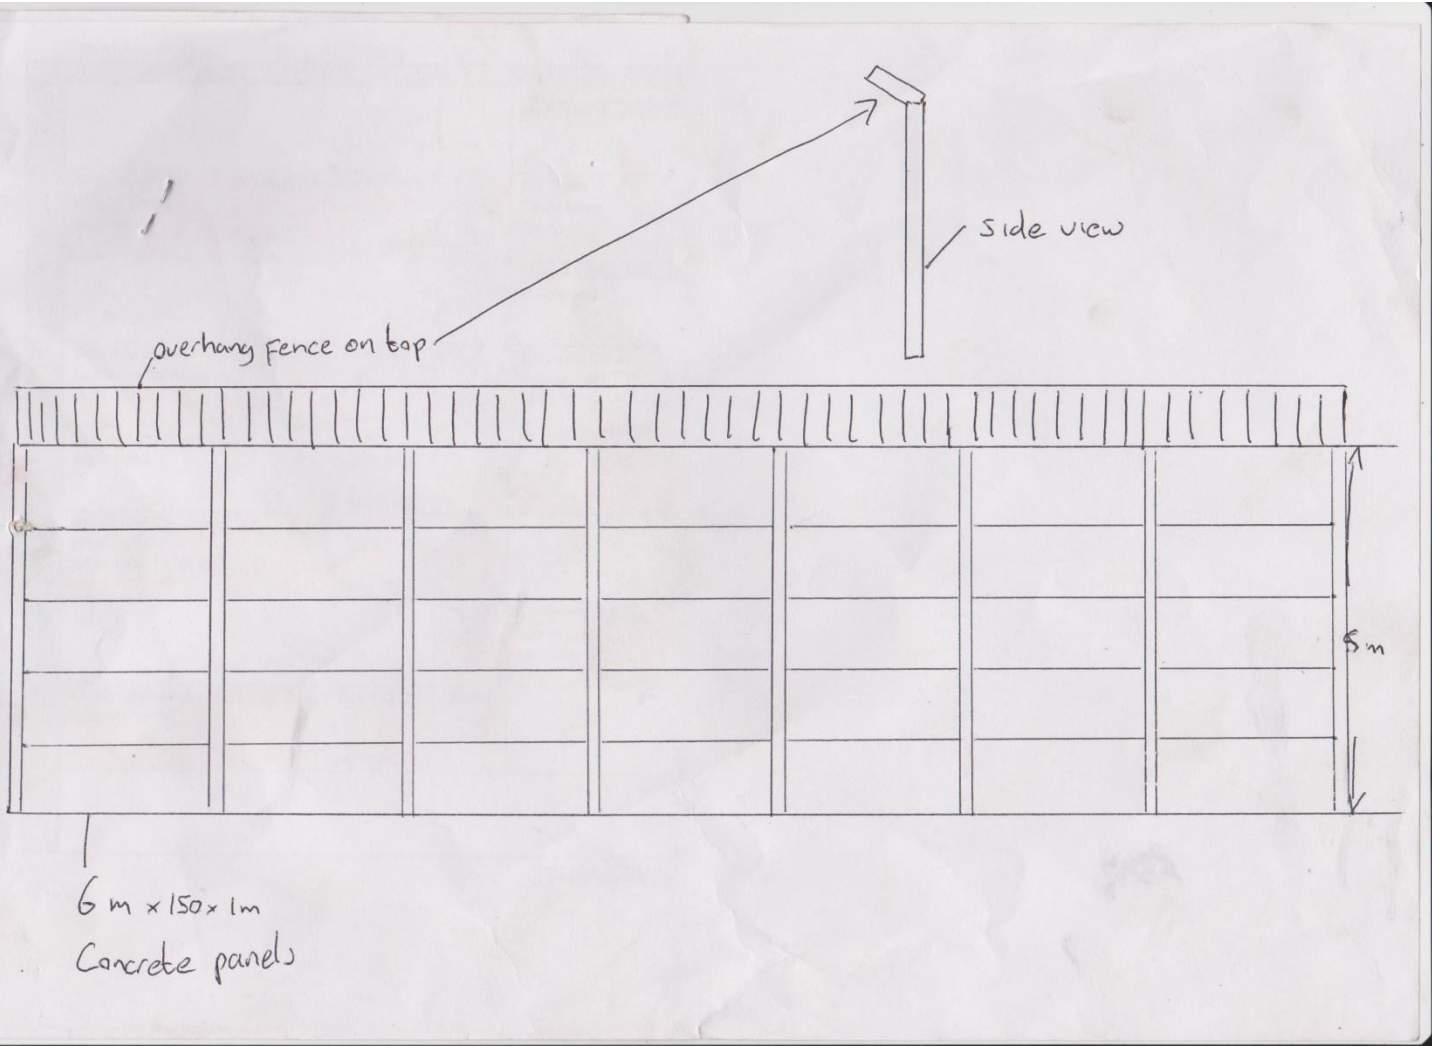 side view
overhang fence on top
5m
6m x 150 x 1m
Concrete panels